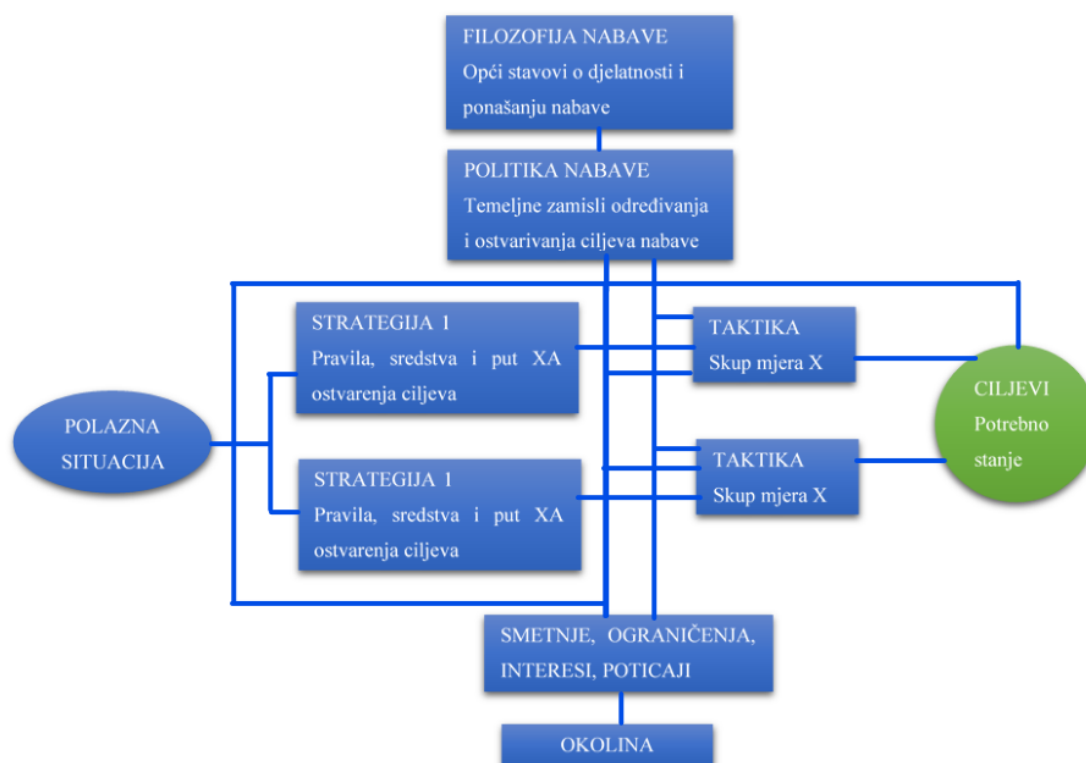 FILOZOFIJA NABAVE
Opći stavovi o djelatnosti i
ponašanju nabave
POLITIKA NABAVE
Temeljne zamisli određivanja
i ostvarivanja ciljeva nabave
STRATEGIJA 1
Pravila, sredstva i put XA
ostvarenja ciljeva
TAKTIKA
Skup mjera X
POLAZNA
SITUACIJA
CILJEVI
Potrebno
stanje
STRATEGIJA 1
Pravila, sredstva i put XA
ostvarenja ciljeva
TAKTIKA
Skup mjera X
SMETNJE, OGRANIČENJA,
INTERESI, POTICAJI
OKOLINA